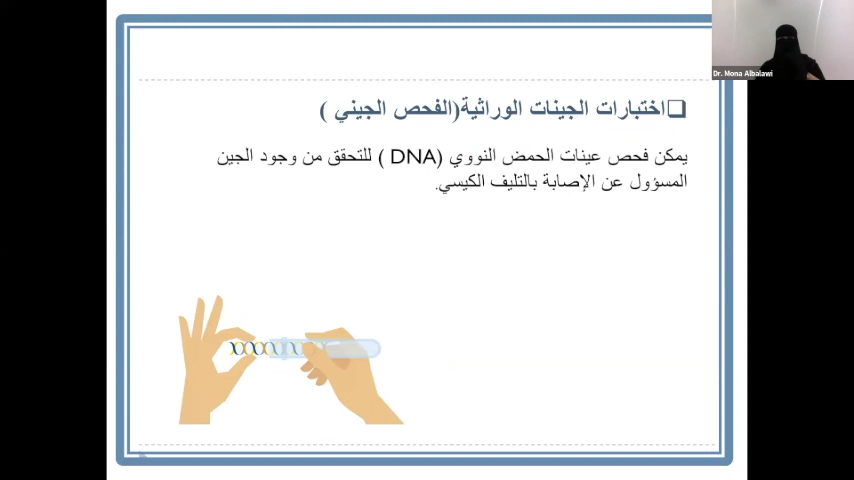 Dr. Mona Albalawi
❑اختبارات الجينات الوراثية(الفحص الجيني )
يمكن فحص عينات الحمض النووي (DNA ) للتحقق من وجود الجين
المسؤول عن الإصابة بالتليف الكيسي.